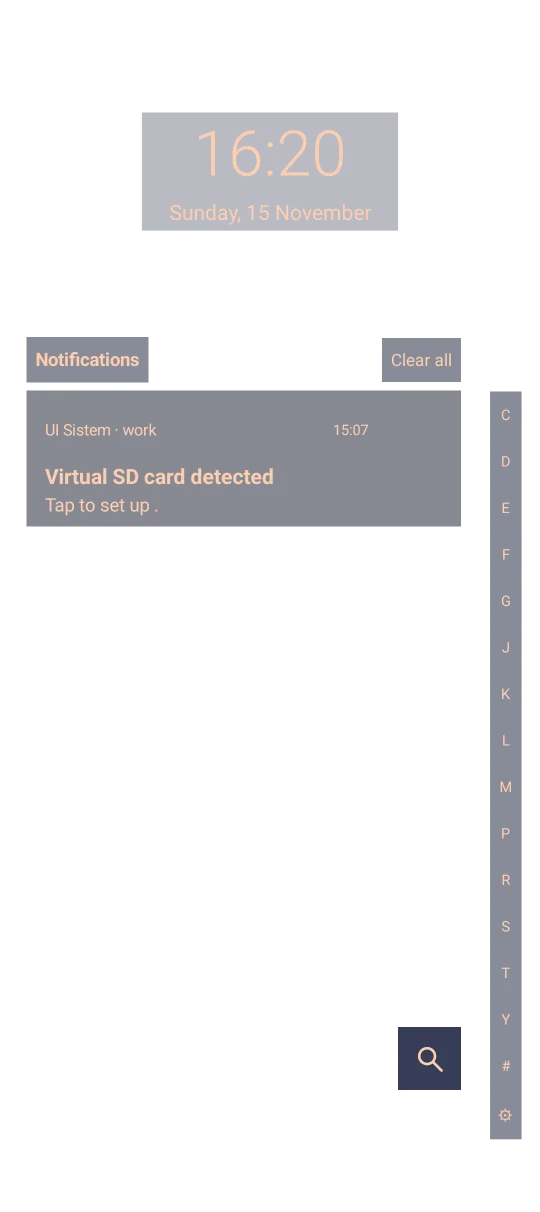 16:20
Sunday, 15 November
Notifications
Clear all
UI Sistem · work
15:07
Virtual SD card detected
Tap to set up .
C
D
E
F
G
J
K
L
M
P
R
S
T
Y
#